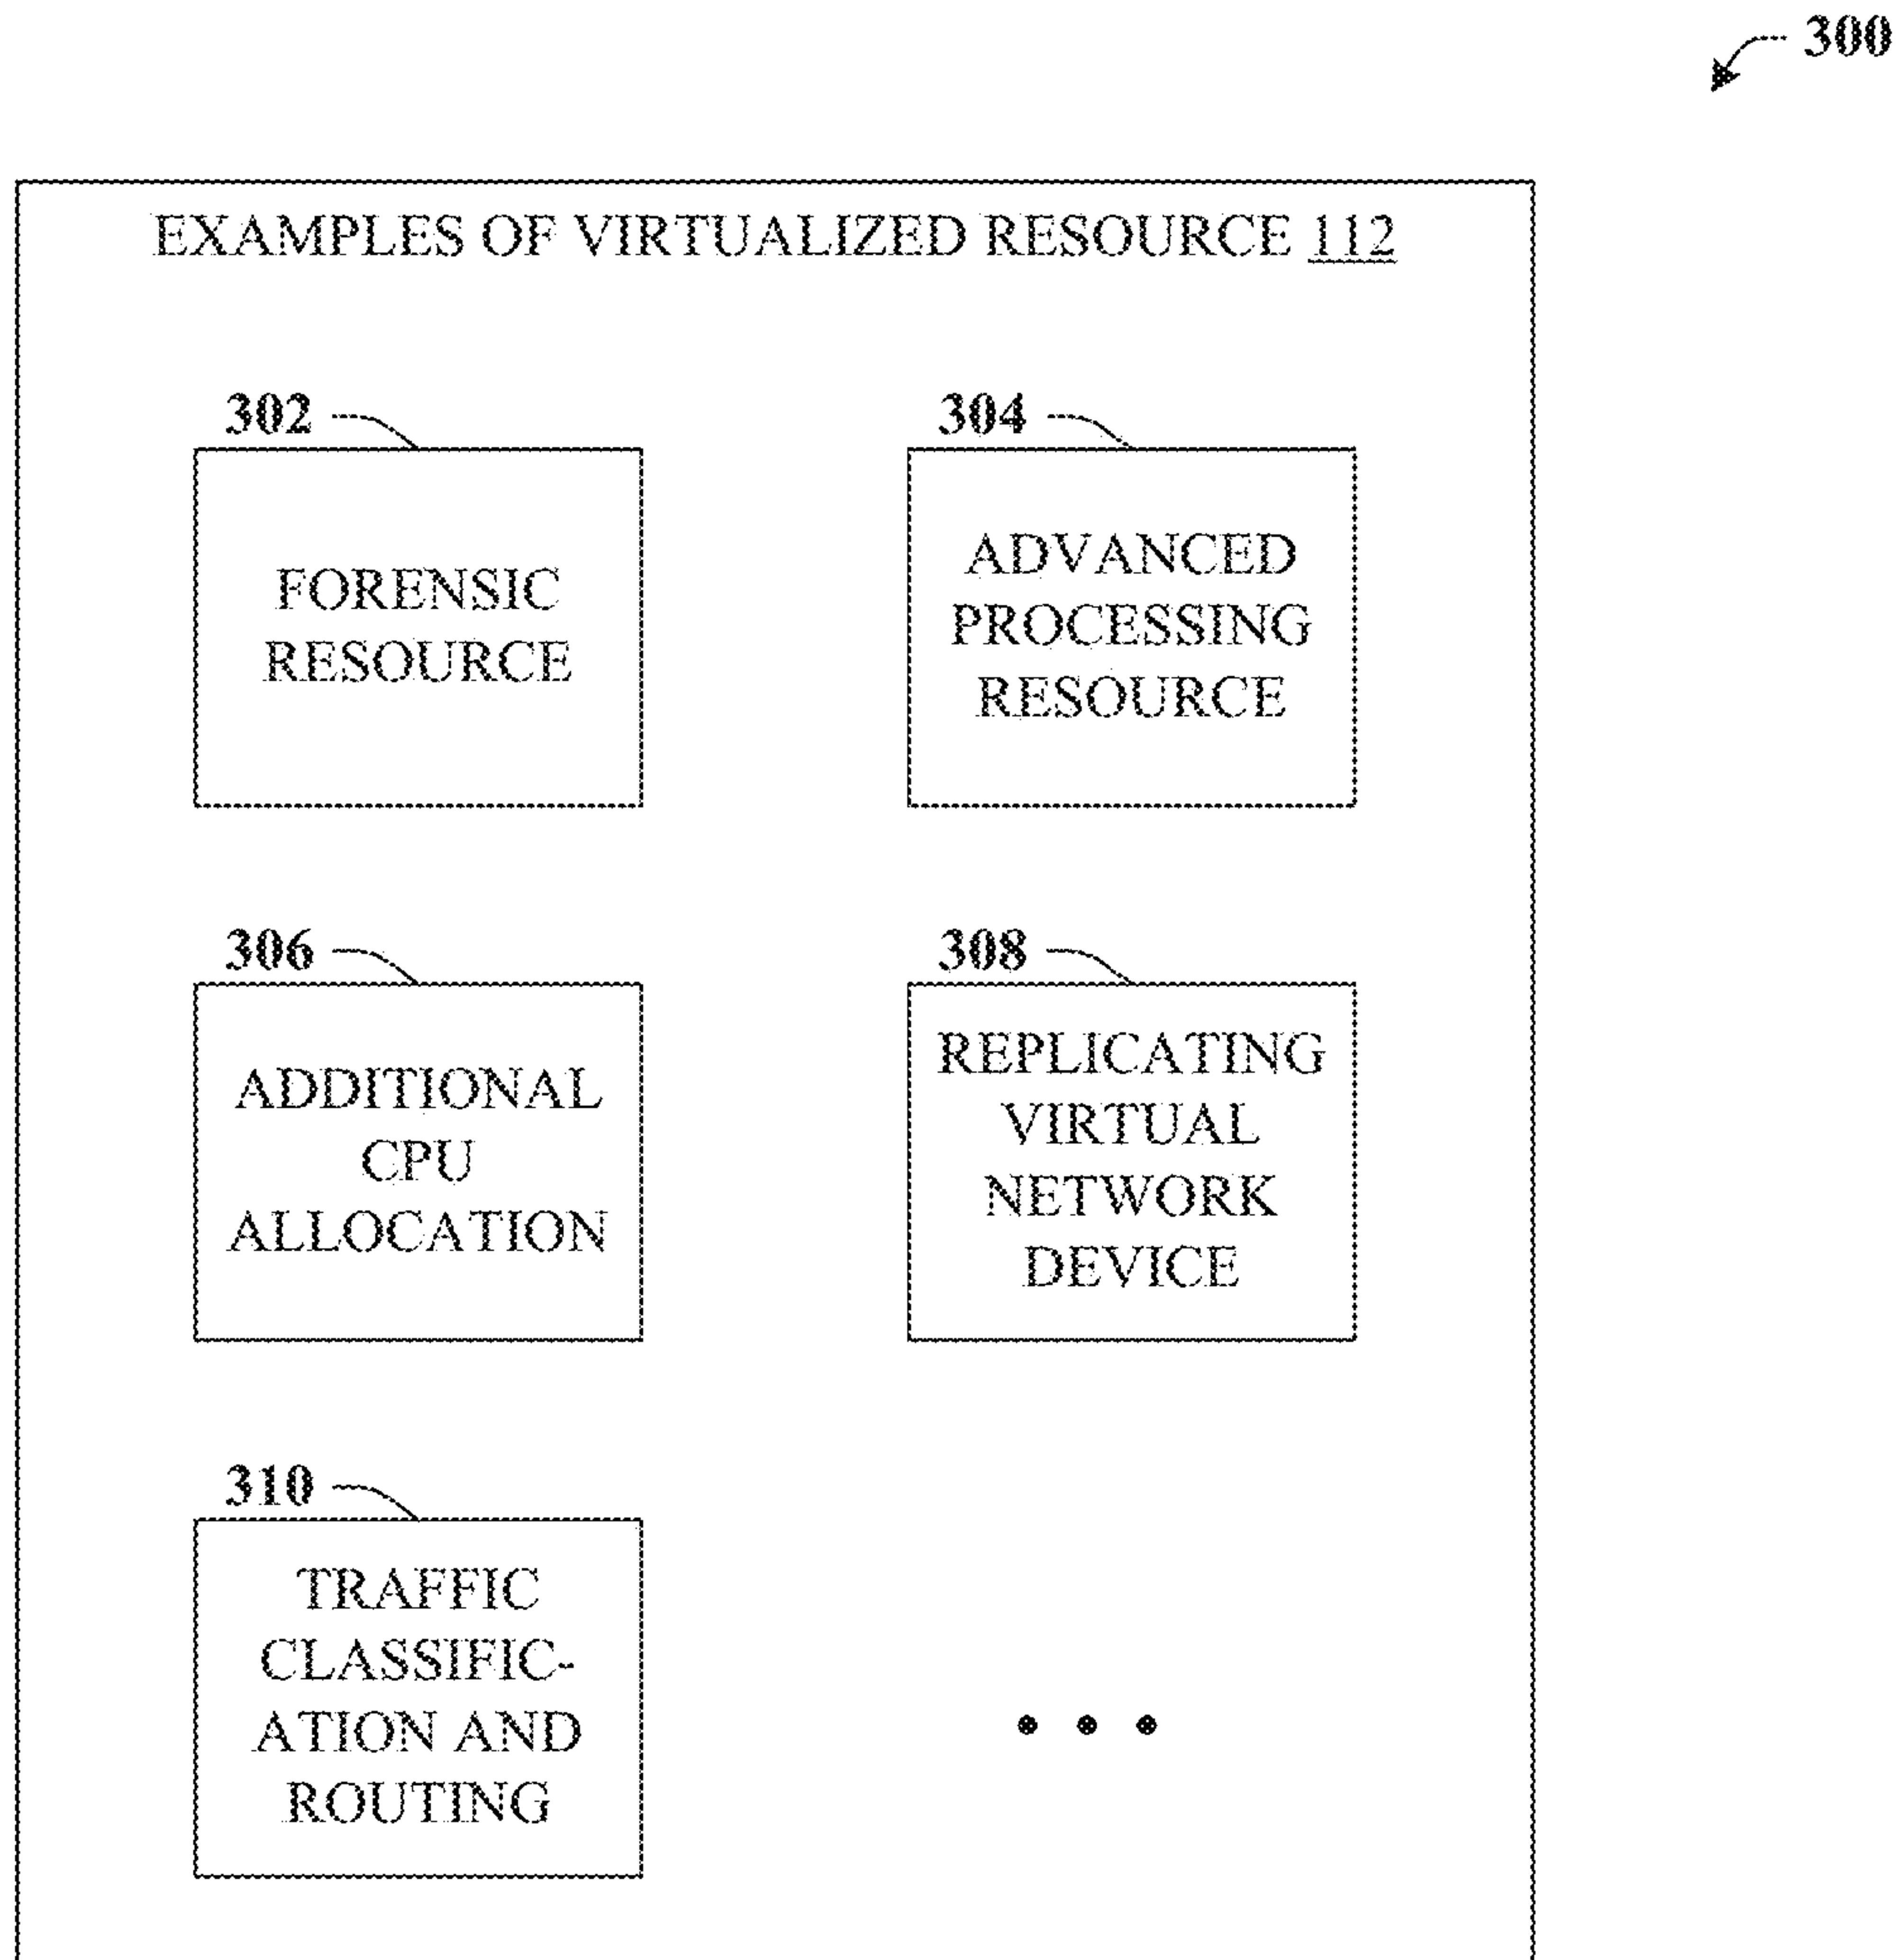 300
EXAMPLES OF VIRTUALIZED RESOURCE 112
302
FORENSIC
RESOURCE
304
ADVANCED
PROCESSING
RESOURCE
306
ADDITIONAL
CPU
ALLOCATION
308
REPLICATING
VIRTUAL
NETWORK
DEVICE
310
TRAFFIC
CLASSIFIC-
ATION AND
ROUTING
• • •